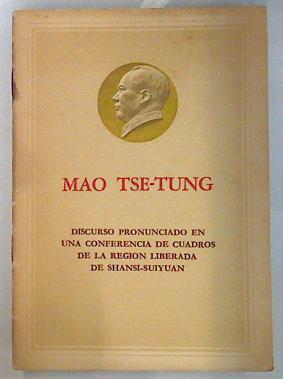 MAO TSE-TUNG
DISCURSO PRONUNCIADO EN
UNA CONFERENCIA DE CUADROS
DE LA REGION LIBERADA
DE SHANSI-SUIYUAN